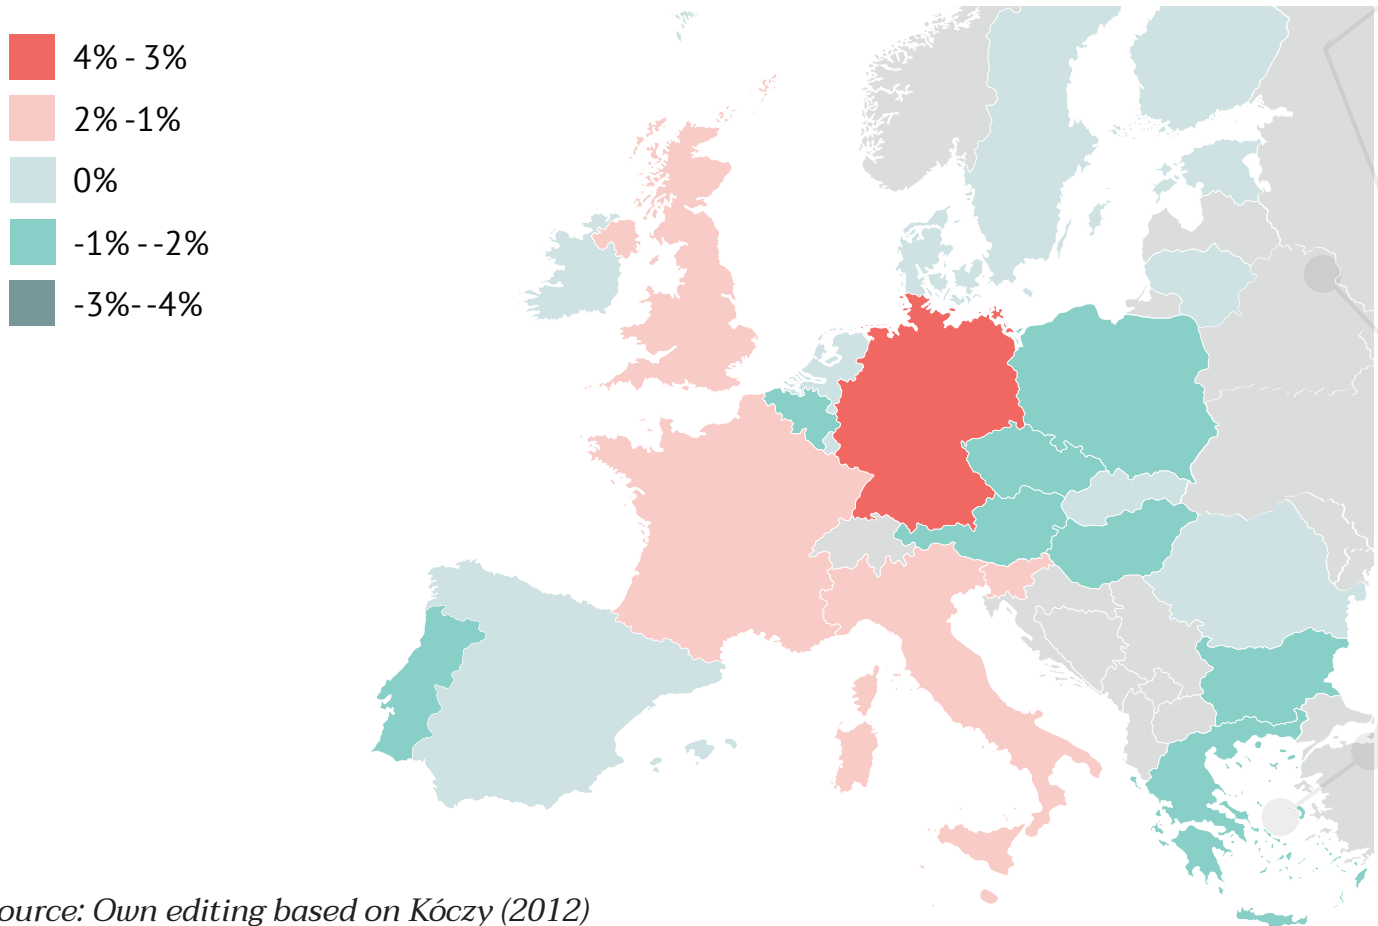 4% - 3%
2% -1%
0%
-1% - -2%
-3%- -4%
ource: Own editing based on Kóczy (2012)